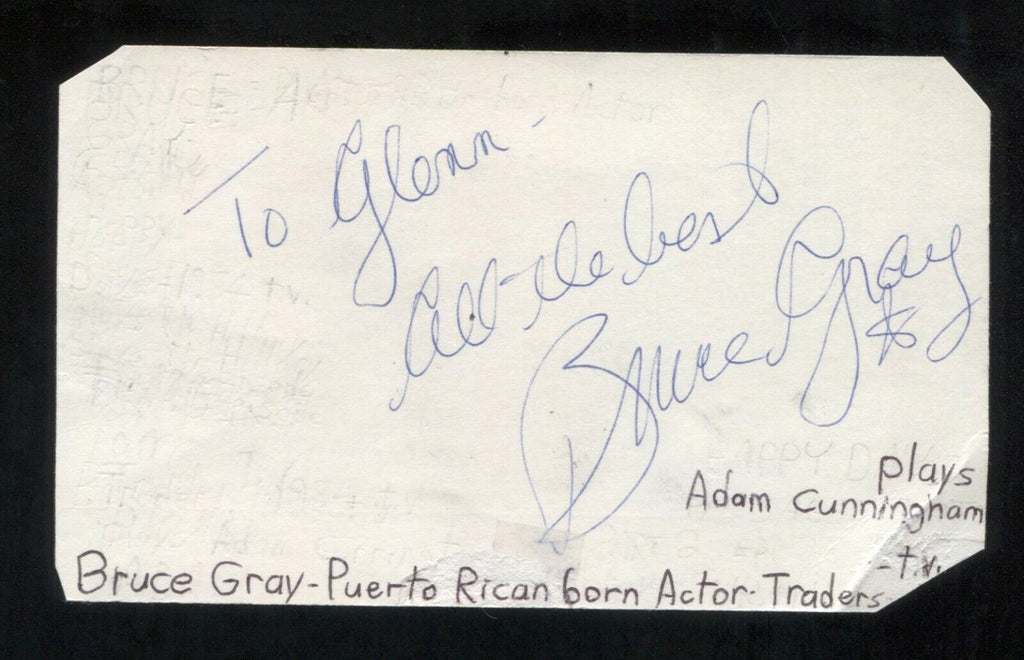 To Glenn -
All the best
Bruce Gray
plays
Adam Cunningham
-t.v.
Bruce Gray-Puerto Rican born Actor-Traders